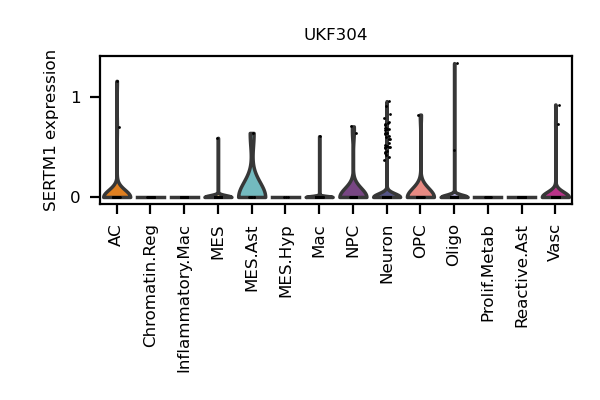 UKF304
SERTM1 expression
1
0
AC
Chromatin.Reg
Inflammatory.Mac
MES
MES.Ast
MES.Hyp
Mac
NPC
Neuron
OPC
Oligo
Prolif.Metab
Reactive.Ast
Vasc